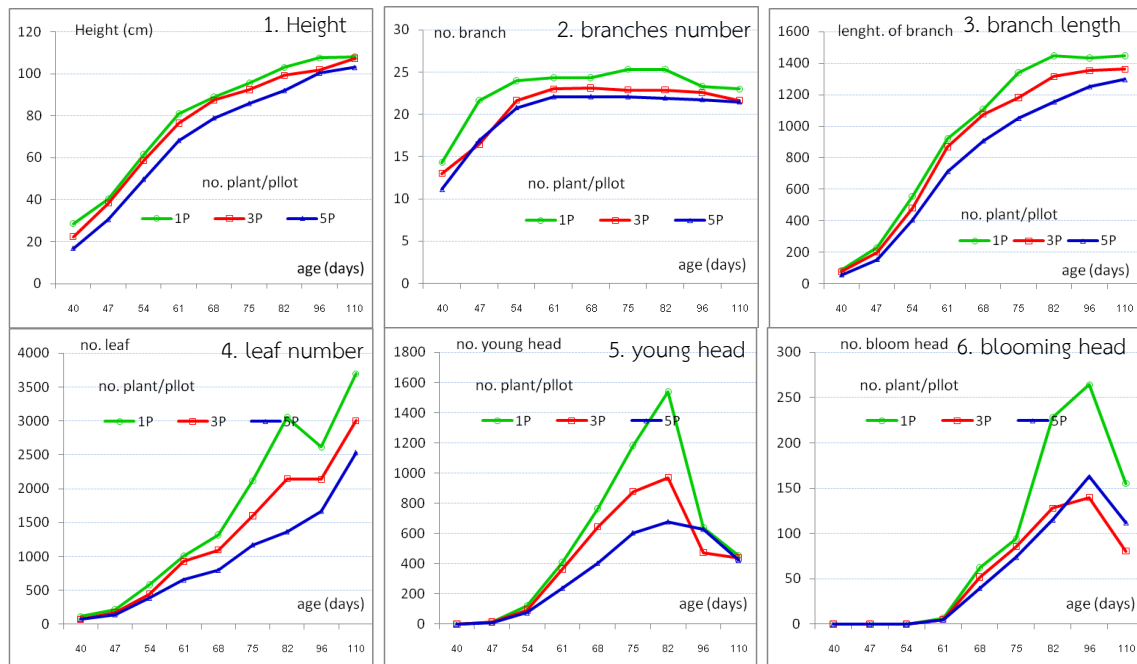 1. Height
Height (cm)
120
100
80
60
40
20
0
no. plant/pllot
1P 3P 5P
age (days)
40 47 54 61 68 75 82 96 110
2. branches number
no. branch
30
25
20
15
10
5
0
no. plant/pllot
1P 3P 5P
age (days)
40 47 54 61 68 75 82 96 110
3. branch length
lenght. of branch
1600
1400
1200
1000
800
600
400
200
0
no. plant/pllot
1P 3P 5P
age (days)
40 47 54 61 68 75 82 96 110
4. leaf number
no. leaf
4000
3500
3000
2500
2000
1500
1000
500
0
no. plant/pllot
1P 3P 5P
age (days)
40 47 54 61 68 75 82 96 110
5. young head
no. young head
1800
1600
1400
1200
1000
800
600
400
200
0
no. plant/pllot
1P 3P 5P
age (days)
40 47 54 61 68 75 82 96 110
6. blooming head
no. bloom head
300
250
200
150
100
50
0
no. plant/pllot
1P 3P 5P
age (days)
40 47 54 61 68 75 82 96 110